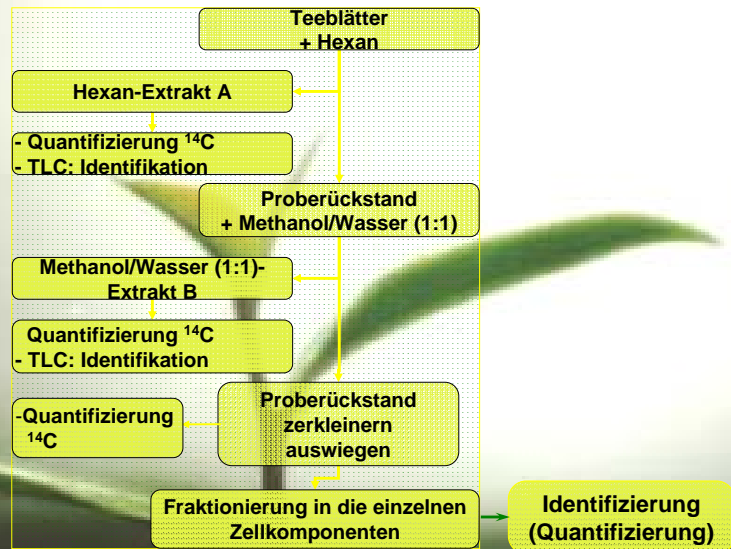 Teeblätter
+ Hexan
Hexan-Extrakt A
- Quantifizierung ¹⁴C
- TLC: Identifikation
Proberückstand
+ Methanol/Wasser (1:1)
Methanol/Wasser (1:1)-
Extrakt B
Quantifizierung ¹⁴C
- TLC: Identifikation
Proberückstand
zerkleinern
auswiegen
-Quantifizierung
¹⁴C
Fraktionierung in die einzelnen
Zellkomponenten
Identifizierung
(Quantifizierung)